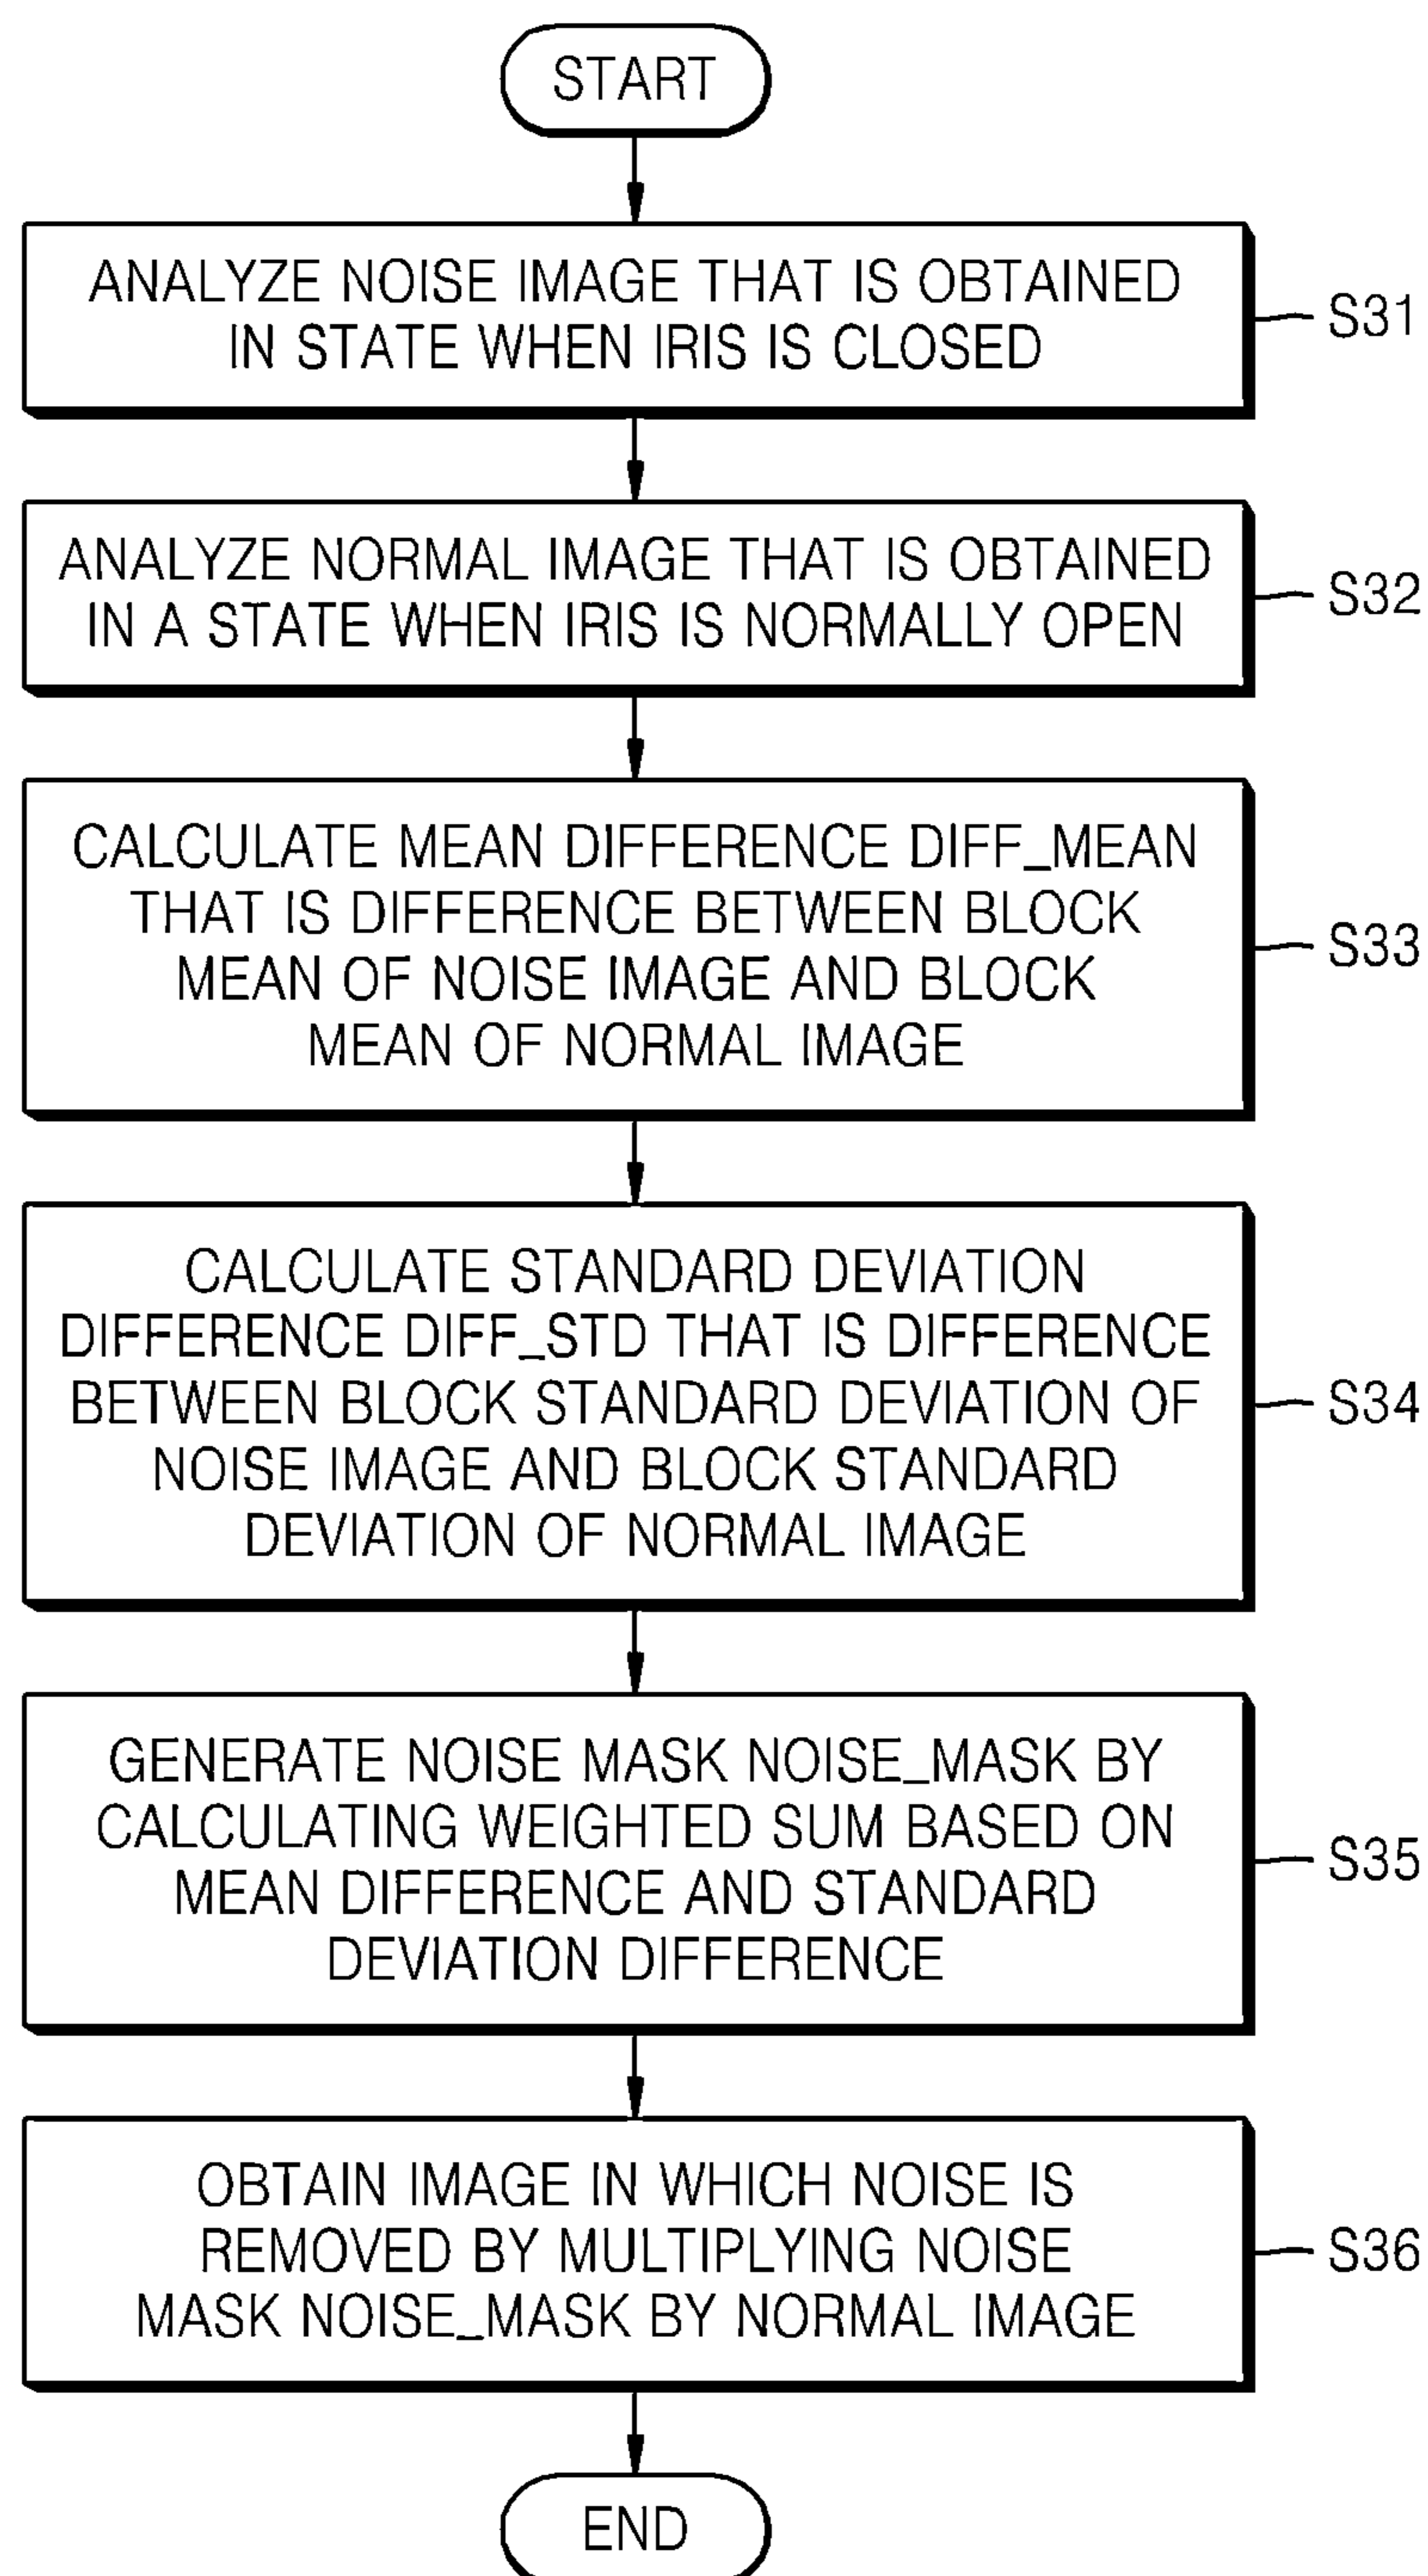 START
ANALYZE NOISE IMAGE THAT IS OBTAINED
IN STATE WHEN IRIS IS CLOSED
S31
ANALYZE NORMAL IMAGE THAT IS OBTAINED
IN A STATE WHEN IRIS IS NORMALLY OPEN
S32
CALCULATE MEAN DIFFERENCE DIFF_MEAN
THAT IS DIFFERENCE BETWEEN BLOCK
MEAN OF NOISE IMAGE AND BLOCK
MEAN OF NORMAL IMAGE
S33
CALCULATE STANDARD DEVIATION
DIFFERENCE DIFF_STD THAT IS DIFFERENCE
BETWEEN BLOCK STANDARD DEVIATION OF
NOISE IMAGE AND BLOCK STANDARD
DEVIATION OF NORMAL IMAGE
S34
GENERATE NOISE MASK NOISE_MASK BY
CALCULATING WEIGHTED SUM BASED ON
MEAN DIFFERENCE AND STANDARD
DEVIATION DIFFERENCE
S35
OBTAIN IMAGE IN WHICH NOISE IS
REMOVED BY MULTIPLYING NOISE
MASK NOISE_MASK BY NORMAL IMAGE
S36
END